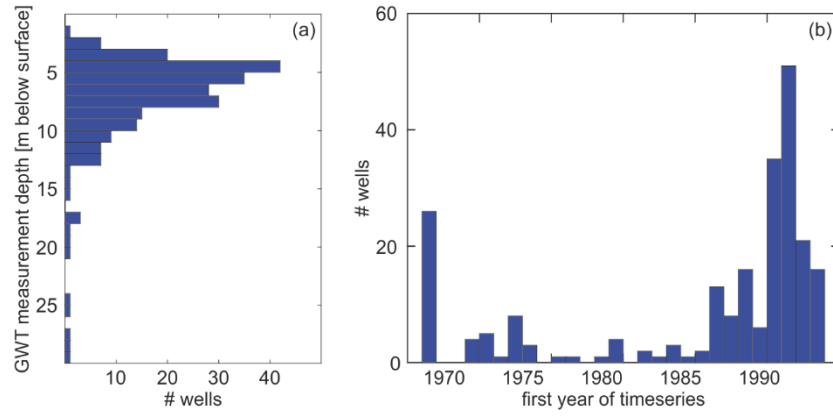 (a)
GWT measurement depth [m below surface]
5
10
15
20
25
10 20 30 40
# wells
(b)
# wells
60
40
20
0
1970 1975 1980 1985 1990
first year of timeseries